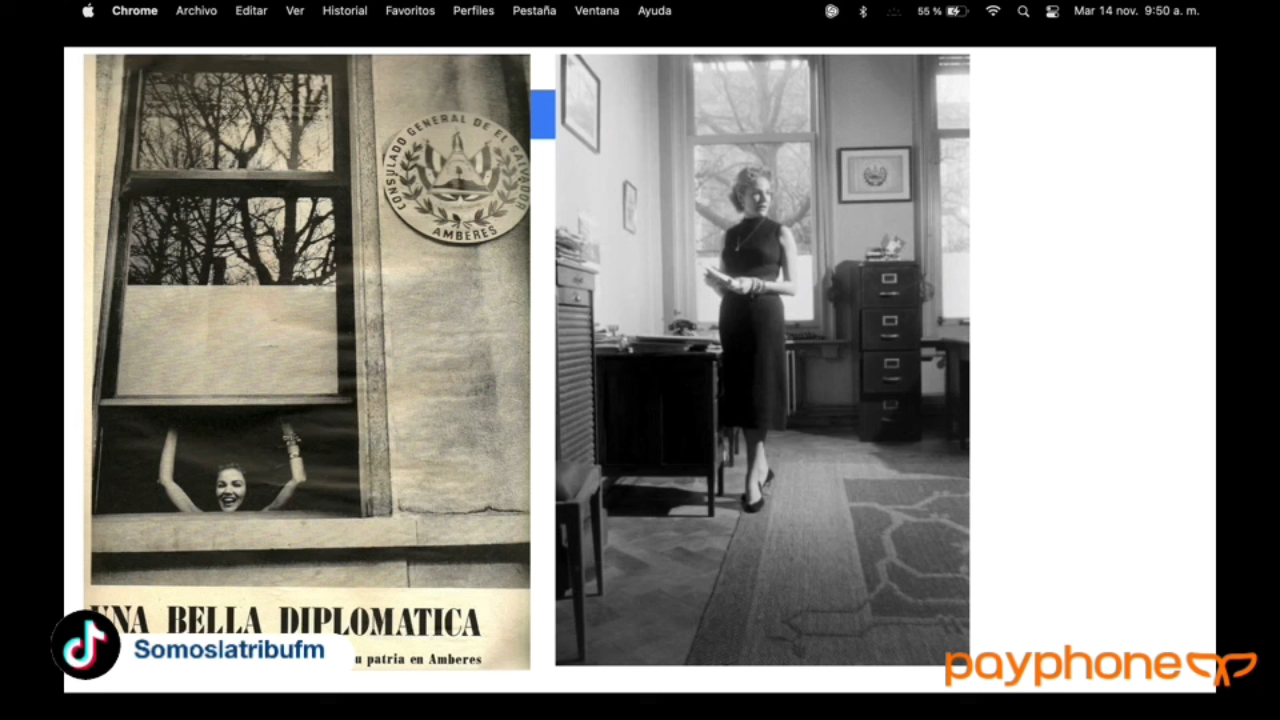 Chrome Archivo Editar Ver Historial Favoritos Perfiles Pestaña Ventana Ayuda 55 % Mar 14 nov. 9:50 a. m.
CONSULADO GENERAL DE EL SALVADOR
AMBERES
UNA BELLA DIPLOMATICA
patria en Amberes
Somoslatribufm
payphone